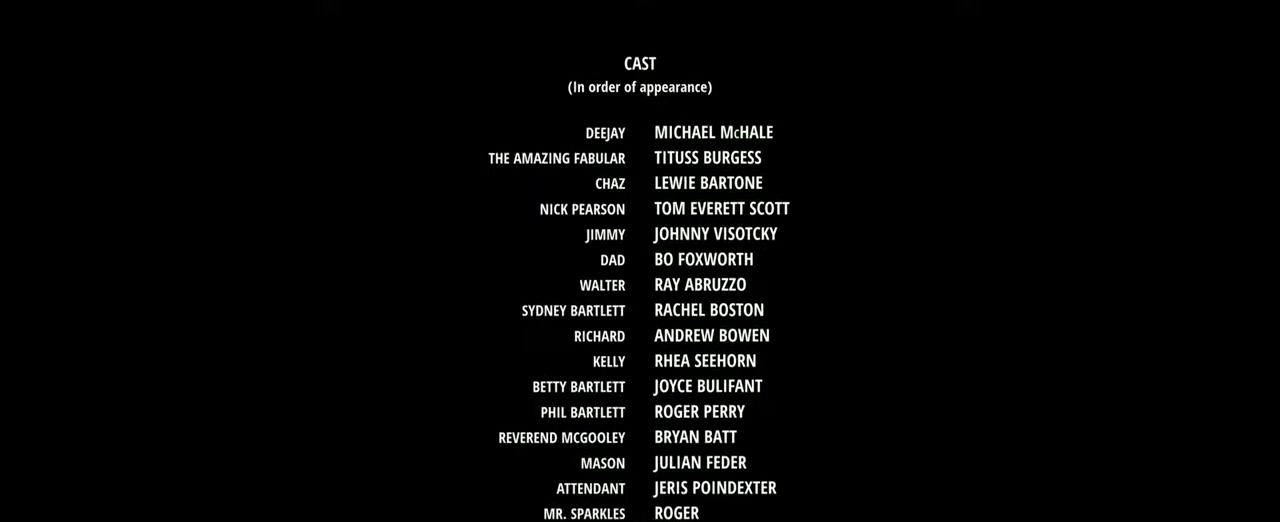 CAST
(In order of appearance)
DEEJAY MICHAEL McHALE
THE AMAZING FABULAR TITUSS BURGESS
CHAZ LEWIE BARTONE
NICK PEARSON TOM EVERETT SCOTT
JIMMY JOHNNY VISOTCKY
DAD BO FOXWORTH
WALTER RAY ABRUZZO
SYDNEY BARTLETT RACHEL BOSTON
RICHARD ANDREW BOWEN
KELLY RHEA SEEHORN
BETTY BARTLETT JOYCE BULIFANT
PHIL BARTLETT ROGER PERRY
REVEREND MCGOOLEY BRYAN BATT
MASON JULIAN FEDER
ATTENDANT JERIS POINDEXTER
MR. SPARKLES ROGER